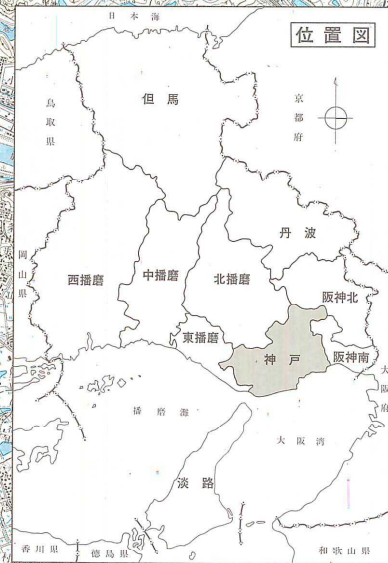 位置図
日本海
但馬
鳥取県
京都府
丹波
岡山県
西播磨
中播磨
北播磨
阪神北
東播磨
神戸
阪神南
大阪府
播磨灘
大阪湾
淡路
香川県
徳島県
和歌山県